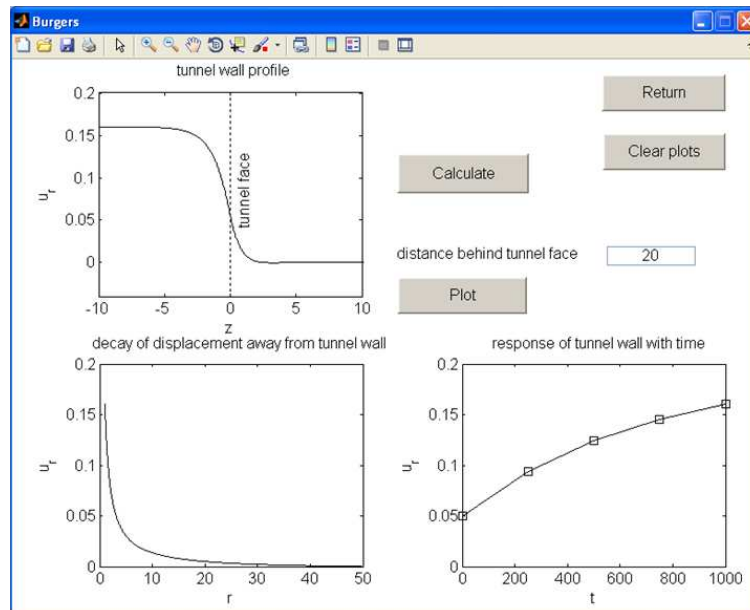 Burgers
tunnel wall profile
0.2
0.15
0.1
0.05
0
u_r
tunnel face
-10 -5 0 5 10
z
Return
Clear plots
Calculate
distance behind tunnel face 20
Plot
decay of displacement away from tunnel wall
0.2
0.15
0.1
0.05
0
u_r
0 10 20 30 40 50
r
response of tunnel wall with time
0.2
0.15
0.1
0.05
0
u_r
0 200 400 600 800 1000
t